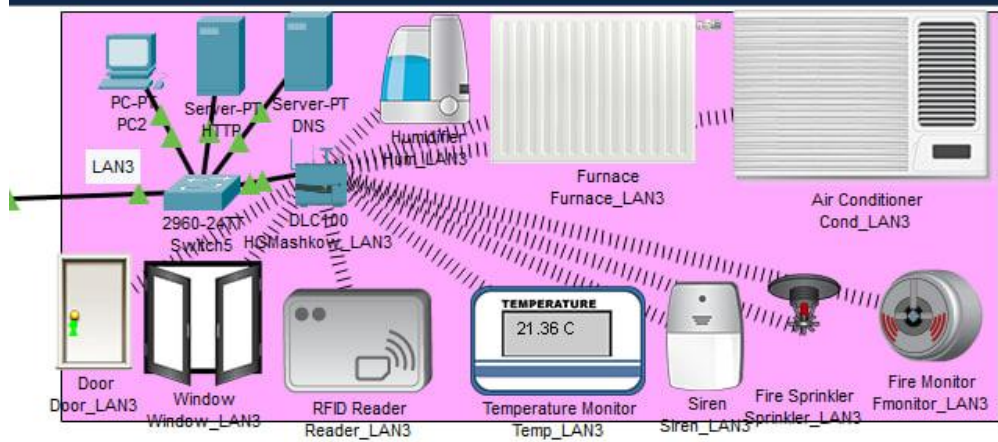 PC-PT
PC2
Server-PT
HTTP
Server-PT
DNS
Humidifier
Hum_LAN3
Furnace
Furnace_LAN3
Air Conditioner
Cond_LAN3
LAN3
2960-24TT
Switch5
DLC100
HGMashkow_LAN3
Door
Door_LAN3
Window
Window_LAN3
RFID Reader
Reader_LAN3
TEMPERATURE
21.36 C
Temperature Monitor
Temp_LAN3
Siren
Siren_LAN3
Fire Sprinkler
Sprinkler_LAN3
Fire Monitor
Fmonitor_LAN3